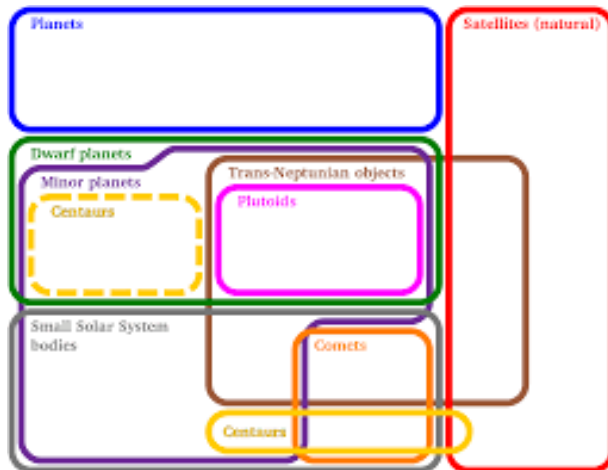 Planets
Satellites (natural)
Dwarf planets
Minor planets
Trans-Neptunian objects
Centaurs
Plutoids
Small Solar System
bodies
Comets
Centaurs